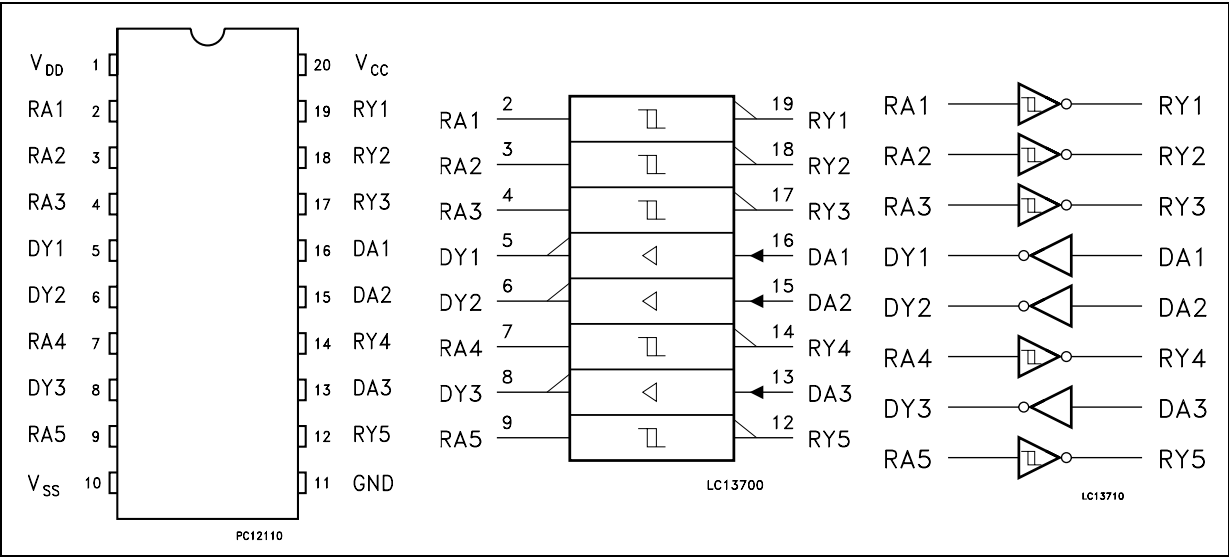 VDD 1 20 VCC
RA1 2 19 RY1
RA2 3 18 RY2
RA3 4 17 RY3
DY1 5 16 DA1
DY2 6 15 DA2
RA4 7 14 RY4
DY3 8 13 DA3
RA5 9 12 RY5
VSS 10 11 GND
PC12110
RA1 2 19 RY1
RA2 3 18 RY2
RA3 4 17 RY3
DY1 5 16 DA1
DY2 6 15 DA2
RA4 7 14 RY4
DY3 8 13 DA3
RA5 9 12 RY5
LC13700
RA1 RY1
RA2 RY2
RA3 RY3
DY1 DA1
DY2 DA2
RA4 RY4
DY3 DA3
RA5 RY5
LC13710